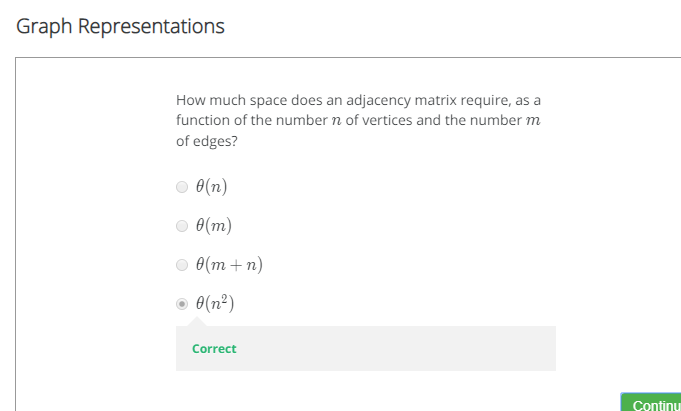 Graph Representations
How much space does an adjacency matrix require, as a
function of the number n of vertices and the number m
of edges?
θ(n)
θ(m)
θ(m + n)
θ(n²)
Correct
Continu